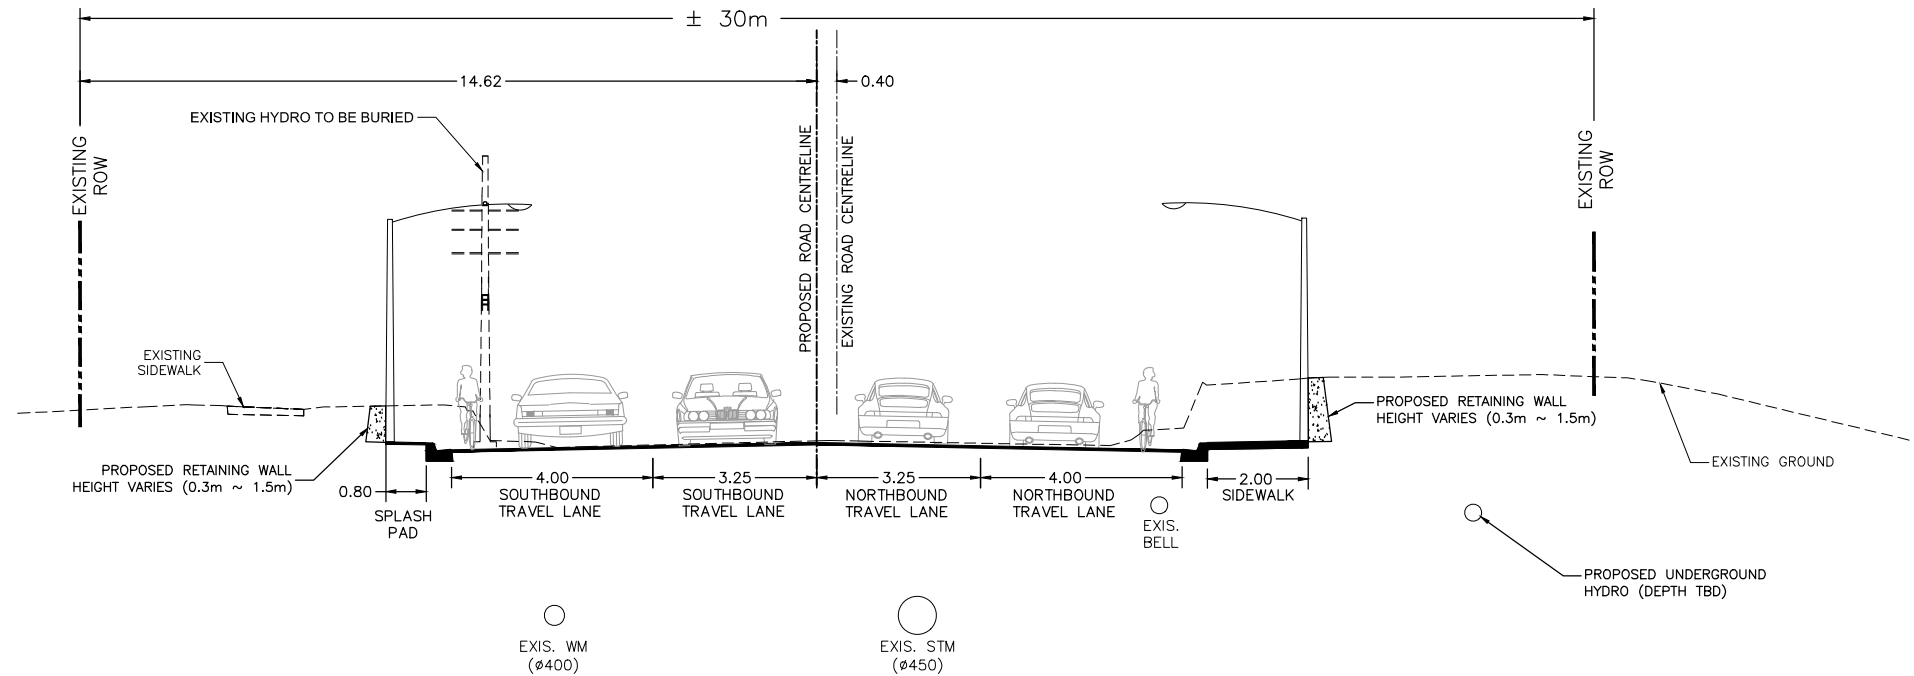 ± 30m
14.62
0.40
EXISTING HYDRO TO BE BURIED
EXISTING
ROW
PROPOSED ROAD CENTRELINE
EXISTING ROAD CENTRELINE
EXISTING
ROW
EXISTING
SIDEWALK
PROPOSED RETAINING WALL
HEIGHT VARIES (0.3m ~ 1.5m)
PROPOSED RETAINING WALL
HEIGHT VARIES (0.3m ~ 1.5m)
EXISTING GROUND
0.80
SPLASH
PAD
4.00
SOUTHBOUND
TRAVEL LANE
3.25
SOUTHBOUND
TRAVEL LANE
3.25
NORTHBOUND
TRAVEL LANE
4.00
NORTHBOUND
TRAVEL LANE
2.00
SIDEWALK
EXIS.
BELL
PROPOSED UNDERGROUND
HYDRO (DEPTH TBD)
EXIS. WM
(ø400)
EXIS. STM
(ø450)